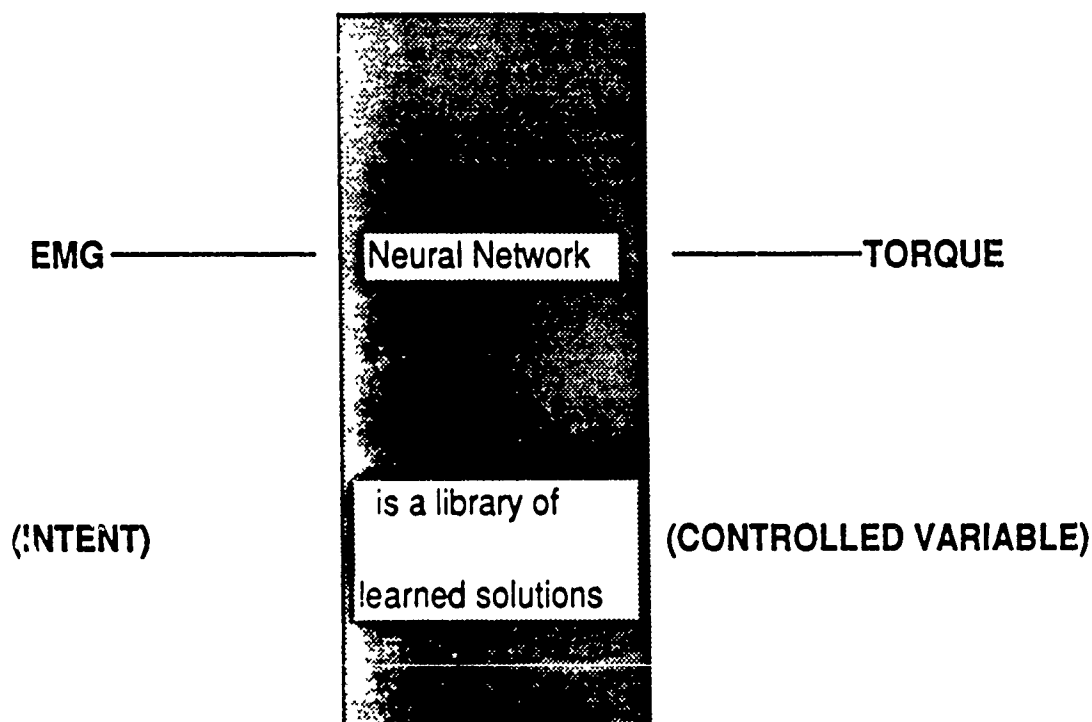 EMG Neural Network TORQUE
is a library of
(INTENT) (CONTROLLED VARIABLE)
learned solutions